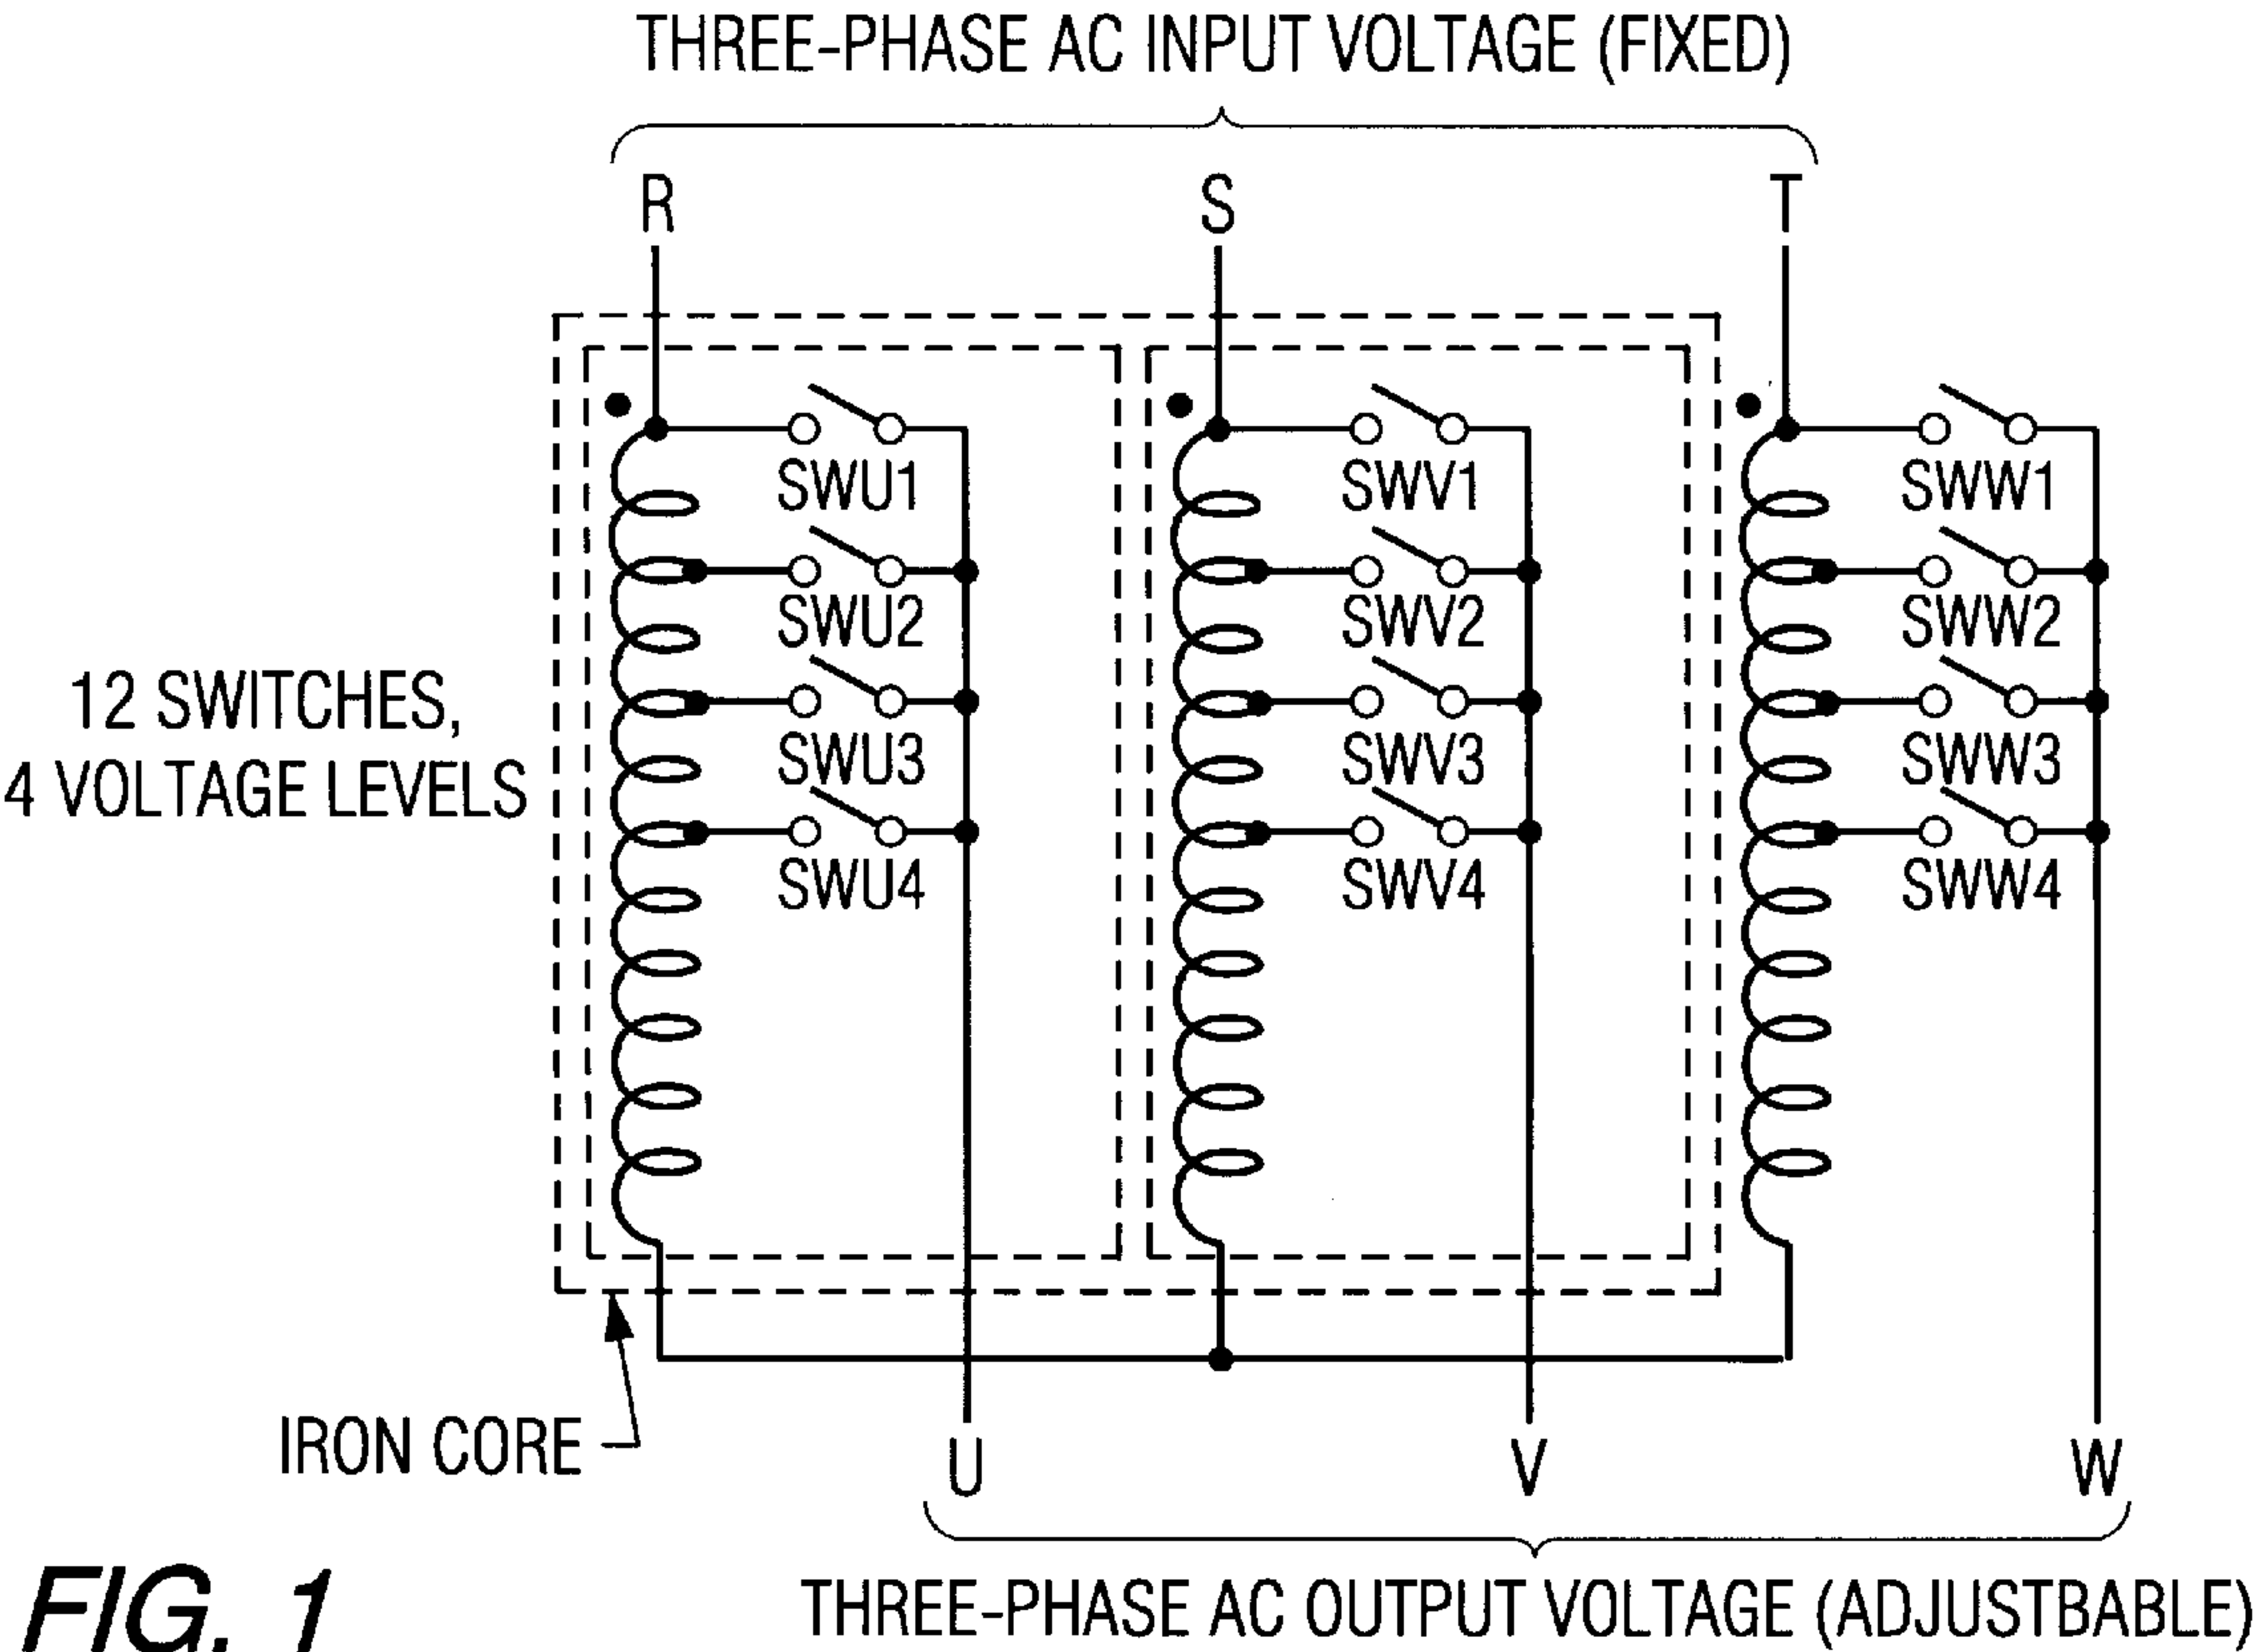 THREE-PHASE AC INPUT VOLTAGE (FIXED)
R S T
SWU1 SWV1 SWW1
SWU2 SWV2 SWW2
12 SWITCHES,
4 VOLTAGE LEVELS
SWU3 SWV3 SWW3
SWU4 SWV4 SWW4
IRON CORE
U V W
THREE-PHASE AC OUTPUT VOLTAGE (ADJUSTBABLE)
FIG. 1